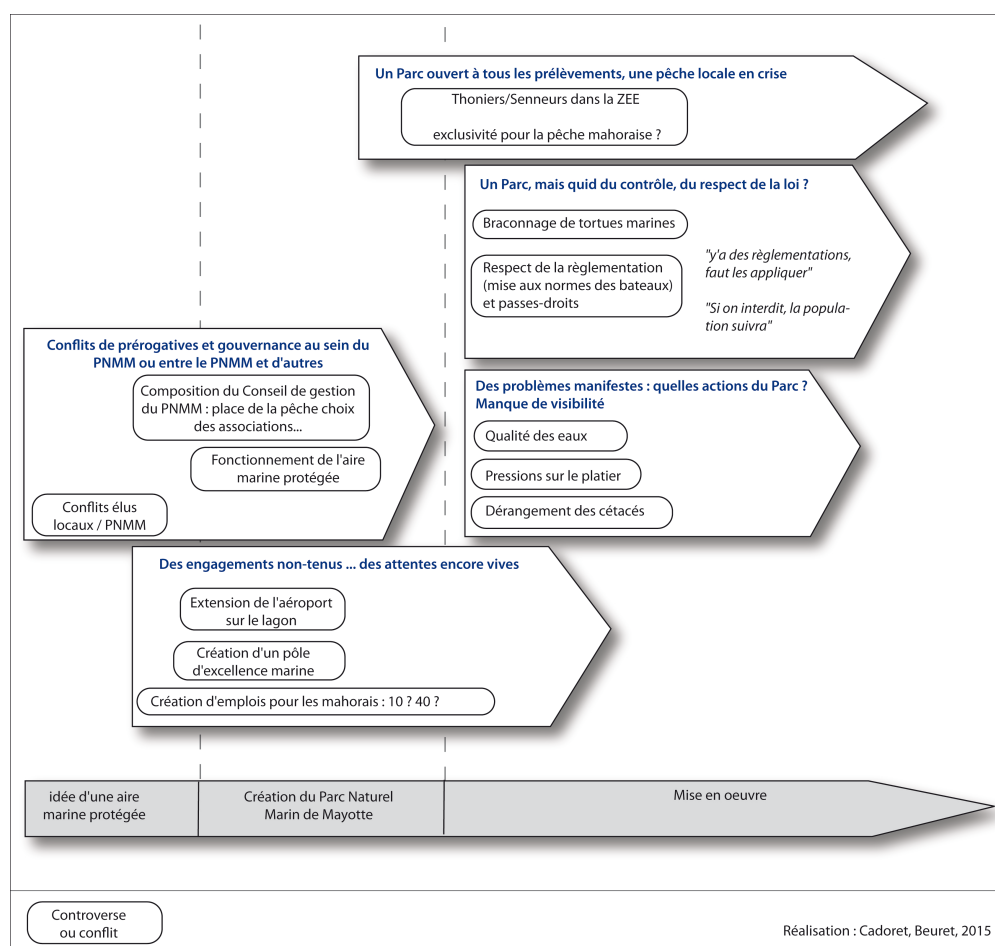 Un Parc ouvert à tous les prélèvements, une pêche locale en crise
Thoniers/Senneurs dans la ZEE
exclusivité pour la pêche mahoraise ?
Un Parc, mais quid du contrôle, du respect de la loi ?
Braconnage de tortues marines
Respect de la règlementation
(mise aux normes des bateaux)
et passes-droits
"y'a des règlementations,
faut les appliquer"
"Si on interdit, la popula-
tion suivra"
Conflits de prérogatives et gouvernance au sein du
PNMM ou entre le PNMM et d'autres
Composition du Conseil de gestion
du PNMM : place de la pêche choix
des associations...
Fonctionnement de l'aire
marine protégée
Conflits élus
locaux / PNMM
Des problèmes manifestes : quelles actions du Parc ?
Manque de visibilité
Qualité des eaux
Pressions sur le platier
Dérangement des cétacés
Des engagements non-tenus ... des attentes encore vives
Extension de l'aéroport
sur le lagon
Création d'un pôle
d'excellence marine
Création d'emplois pour les mahorais : 10 ? 40 ?
idée d'une aire
marine protégée
Création du Parc Naturel
Marin de Mayotte
Mise en oeuvre
Controverse
ou conflit
Réalisation : Cadoret, Beuret, 2015